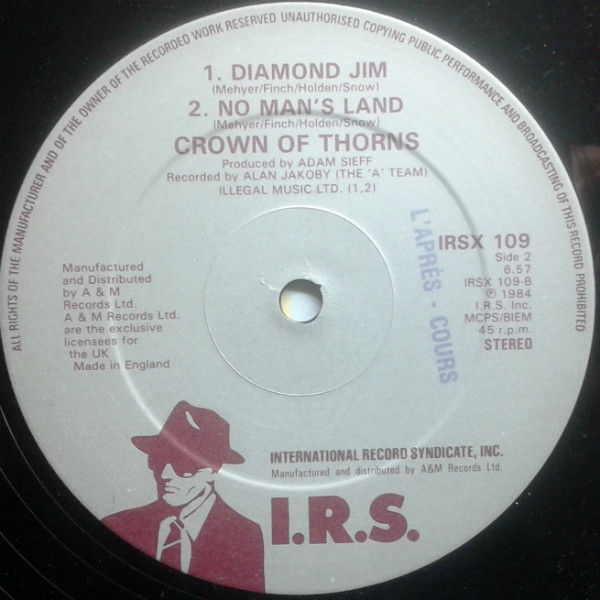 ALL RIGHTS OF THE MANUFACTURER AND OF THE OWNER OF THE RECORDED WORK RESERVED. UNAUTHORISED COPYING PUBLIC PERFORMANCE AND BROADCASTING OF THIS RECORD PROHIBITED
1. DIAMOND JIM
(Mehyer/Finch/Holden/Snow)
2. NO MAN'S LAND
(Mehyer/Finch/Holden/Snow)
CROWN OF THORNS
Produced by ADAM SIEFF
Recorded by ALAN JAKOBY (THE 'A' TEAM)
ILLEGAL MUSIC LTD. (1,2)
L'APRÈS - COURS
IRSX 109
Side 2
6.57
IRSX 109-B
℗ 1984
I.R.S. Inc.
MCPS/BIEM
45 r.p.m.
STEREO
Manufactured
and Distributed
by A & M
Records Ltd.
A & M Records Ltd.
are the exclusive
licensees for
the UK
Made in England
INTERNATIONAL RECORD SYNDICATE, INC.
Manufactured and distributed by A&M Records Ltd.
I.R.S.